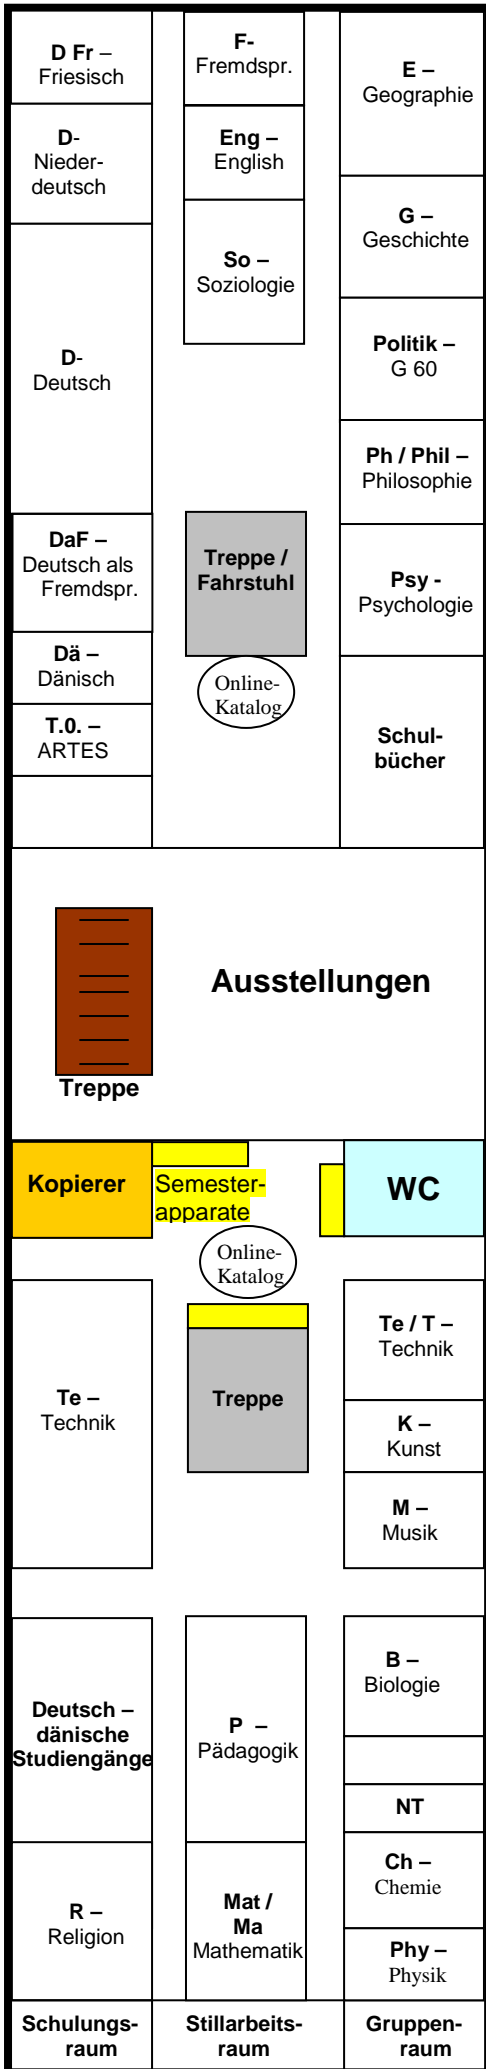 D Fr –
Friesisch
D-
Nieder-
deutsch
D-
Deutsch
DaF –
Deutsch als
Fremdspr.
Dä –
Dänisch
T.0. –
ARTES
F-
Fremdspr.
Eng –
English
So –
Soziologie
Treppe /
Fahrstuhl
Online-
Katalog
E –
Geographie
G –
Geschichte
Politik –
G 60
Ph / Phil –
Philosophie
Psy -
Psychologie
Schul-
bücher
Ausstellungen
Treppe
Kopierer
Semester-
apparate
WC
Online-
Katalog
Te –
Technik
Treppe
Te / T –
Technik
K –
Kunst
M –
Musik
Deutsch –
dänische
Studiengänge
R –
Religion
P –
Pädagogik
Mat /
Ma
Mathematik
B –
Biologie
NT
Ch –
Chemie
Phy –
Physik
Schulungs-
raum
Stillarbeits-
raum
Gruppen-
raum